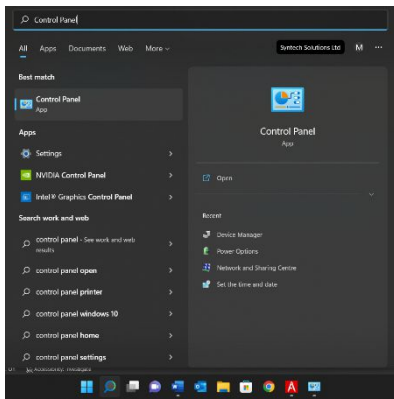 Control Panel
All Apps Documents Web More
Syntech Solutions Ltd M ...
Best match
Control Panel
App
Apps
Settings
NVIDIA Control Panel
Intel® Graphics Control Panel
Search work and web
control panel - See work and web
results
control panel open
control panel printer
control panel windows 10
control panel home
control panel settings
Control Panel
App
Open
Recent
Device Manager
Power Options
Network and Sharing Centre
Set the time and date
Accessibility: Investigate